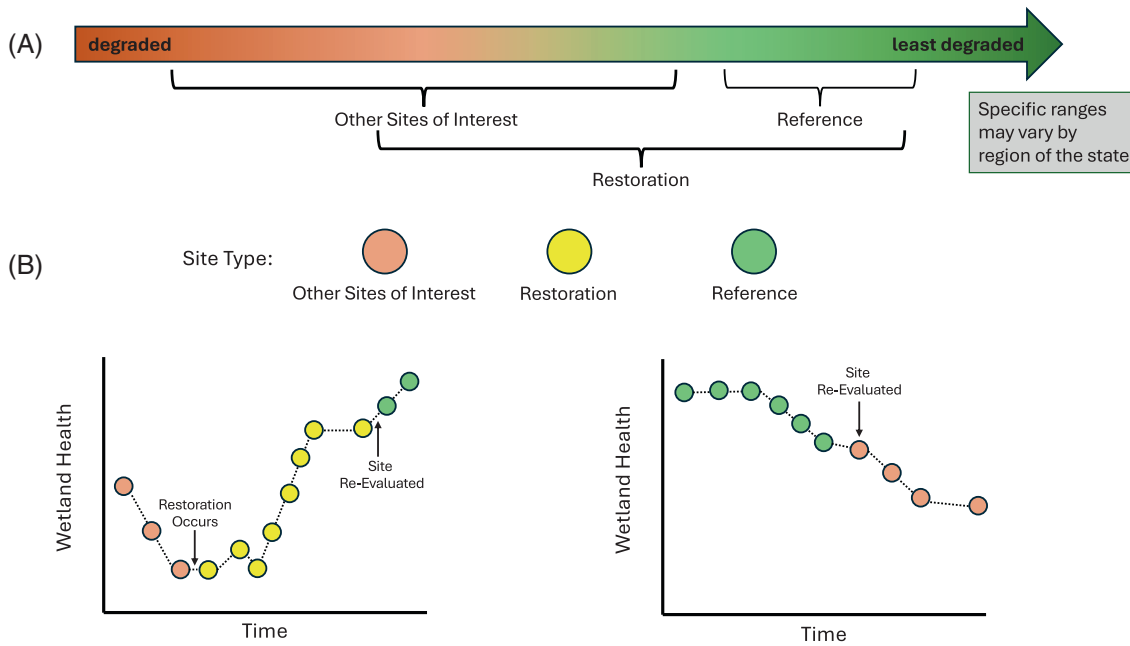 (A)
degraded
least degraded
Other Sites of Interest
Reference
Restoration
Specific ranges
may vary by
region of the state
(B)
Site Type:
Other Sites of Interest
Restoration
Reference
Wetland Health
Restoration
Occurs
Site
Re-Evaluated
Time
Wetland Health
Site
Re-Evaluated
Time